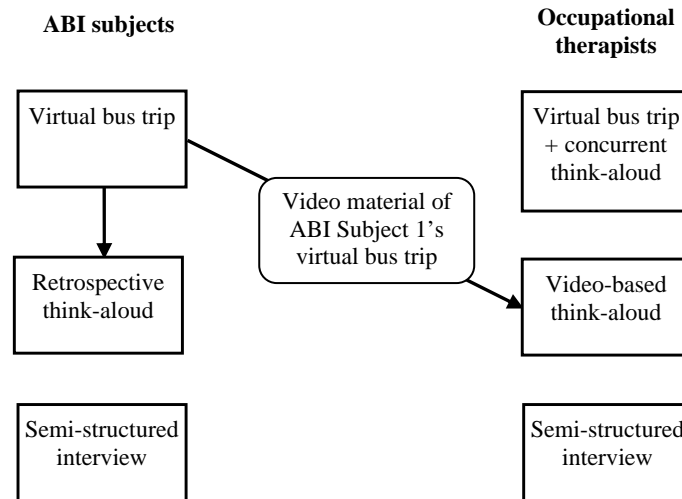 ABI subjects
Occupational
therapists
Virtual bus trip
Virtual bus trip
+ concurrent
think-aloud
Video material of
ABI Subject 1’s
virtual bus trip
Retrospective
think-aloud
Video-based
think-aloud
Semi-structured
interview
Semi-structured
interview